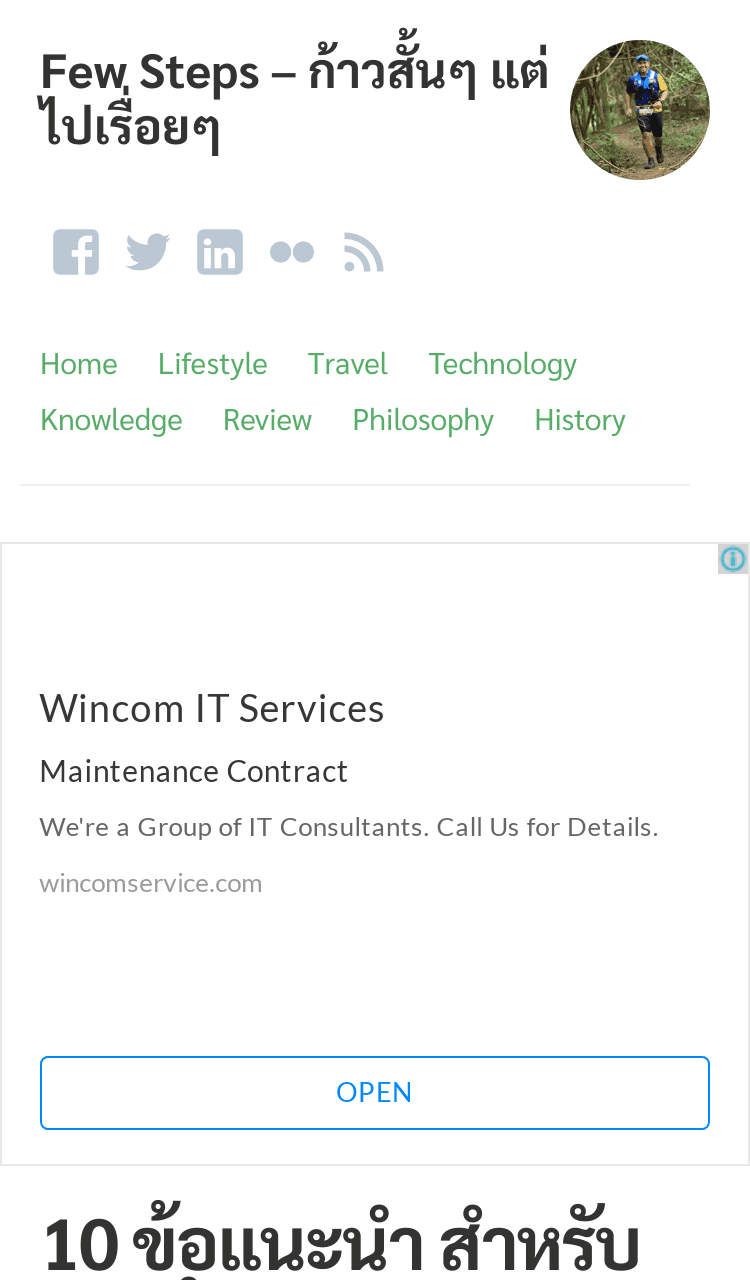 Few Steps – ก้าวสั้นๆ แต่
ไปเรื่อยๆ
Home Lifestyle Travel Technology
Knowledge Review Philosophy History
Wincom IT Services
Maintenance Contract
We're a Group of IT Consultants. Call Us for Details.
wincomservice.com
OPEN
10 ข้อแนะนำ สำหรับ